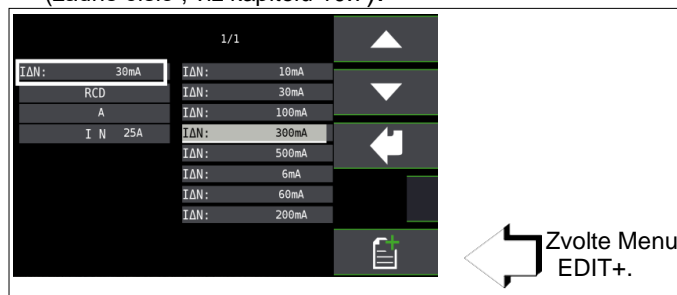 1/1
IΔN: 30mA
RCD
A
I N 25A
IΔN: 10mA
IΔN: 30mA
IΔN: 100mA
IΔN: 300mA
IΔN: 500mA
IΔN: 6mA
IΔN: 60mA
IΔN: 200mA
Zvolte Menu
EDIT+.